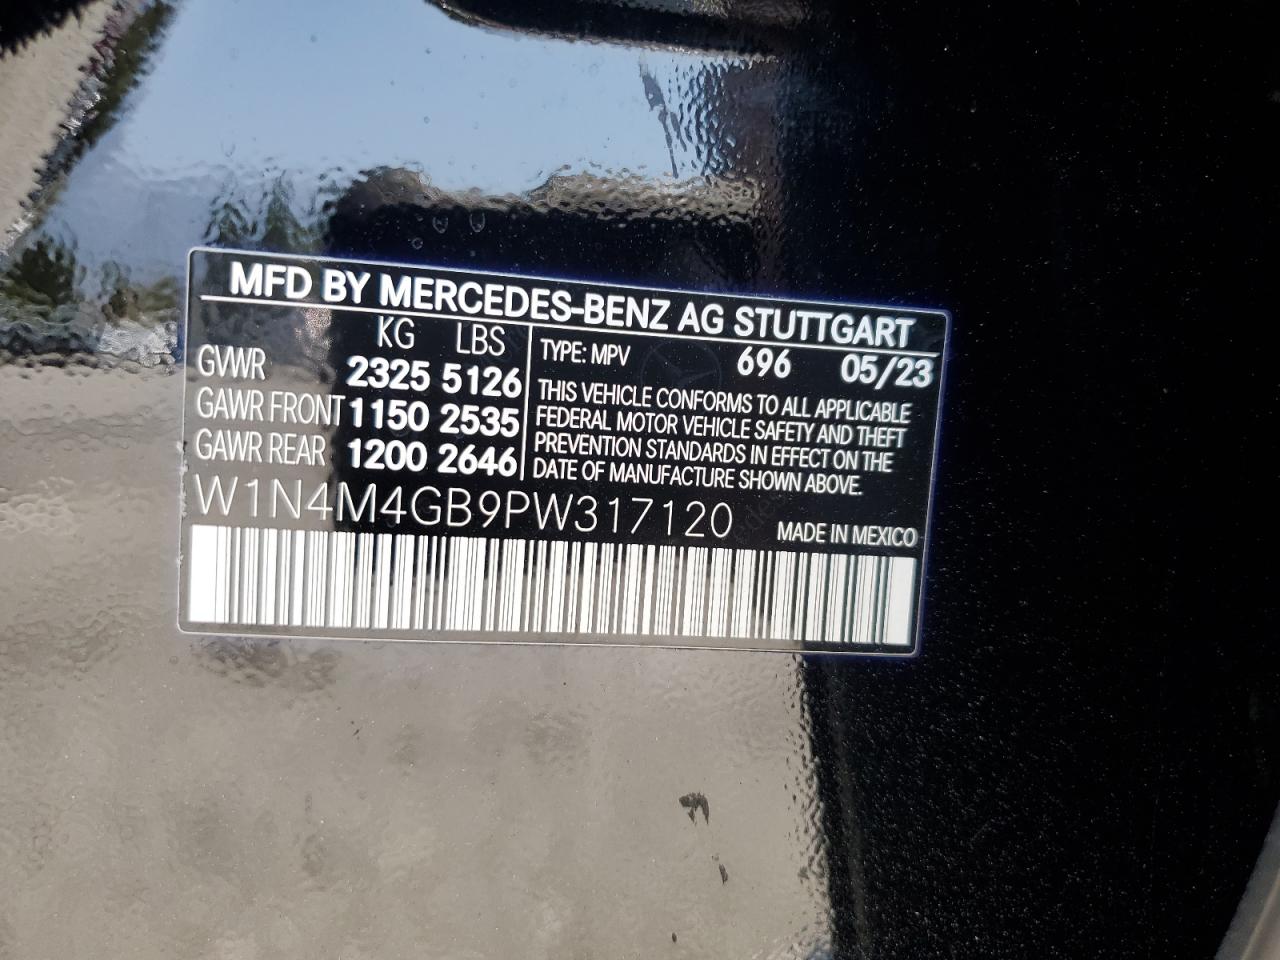 MFD BY MERCEDES-BENZ AG STUTTGART
KG LBS
GVWR 2325 5126
GAWR FRONT 1150 2535
GAWR REAR 1200 2646
TYPE: MPV 696 05/23
THIS VEHICLE CONFORMS TO ALL APPLICABLE
FEDERAL MOTOR VEHICLE SAFETY AND THEFT
PREVENTION STANDARDS IN EFFECT ON THE
DATE OF MANUFACTURE SHOWN ABOVE.
W1N4M4GB9PW317120
MADE IN MEXICO